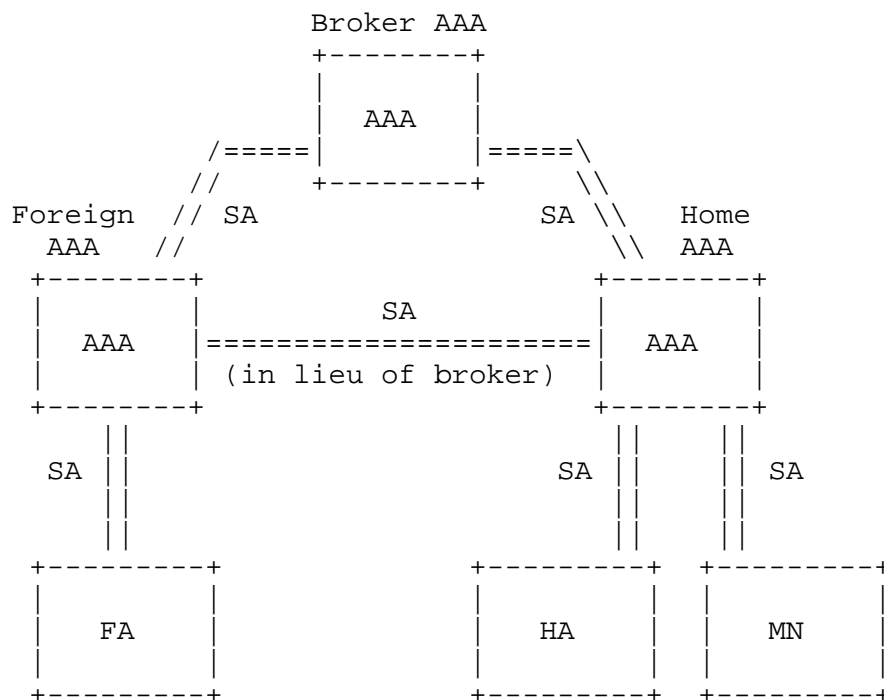 Broker AAA
AAA
SA SA
Foreign AAA
Home AAA
AAA SA AAA
(in lieu of broker)
SA SA SA
FA HA MN